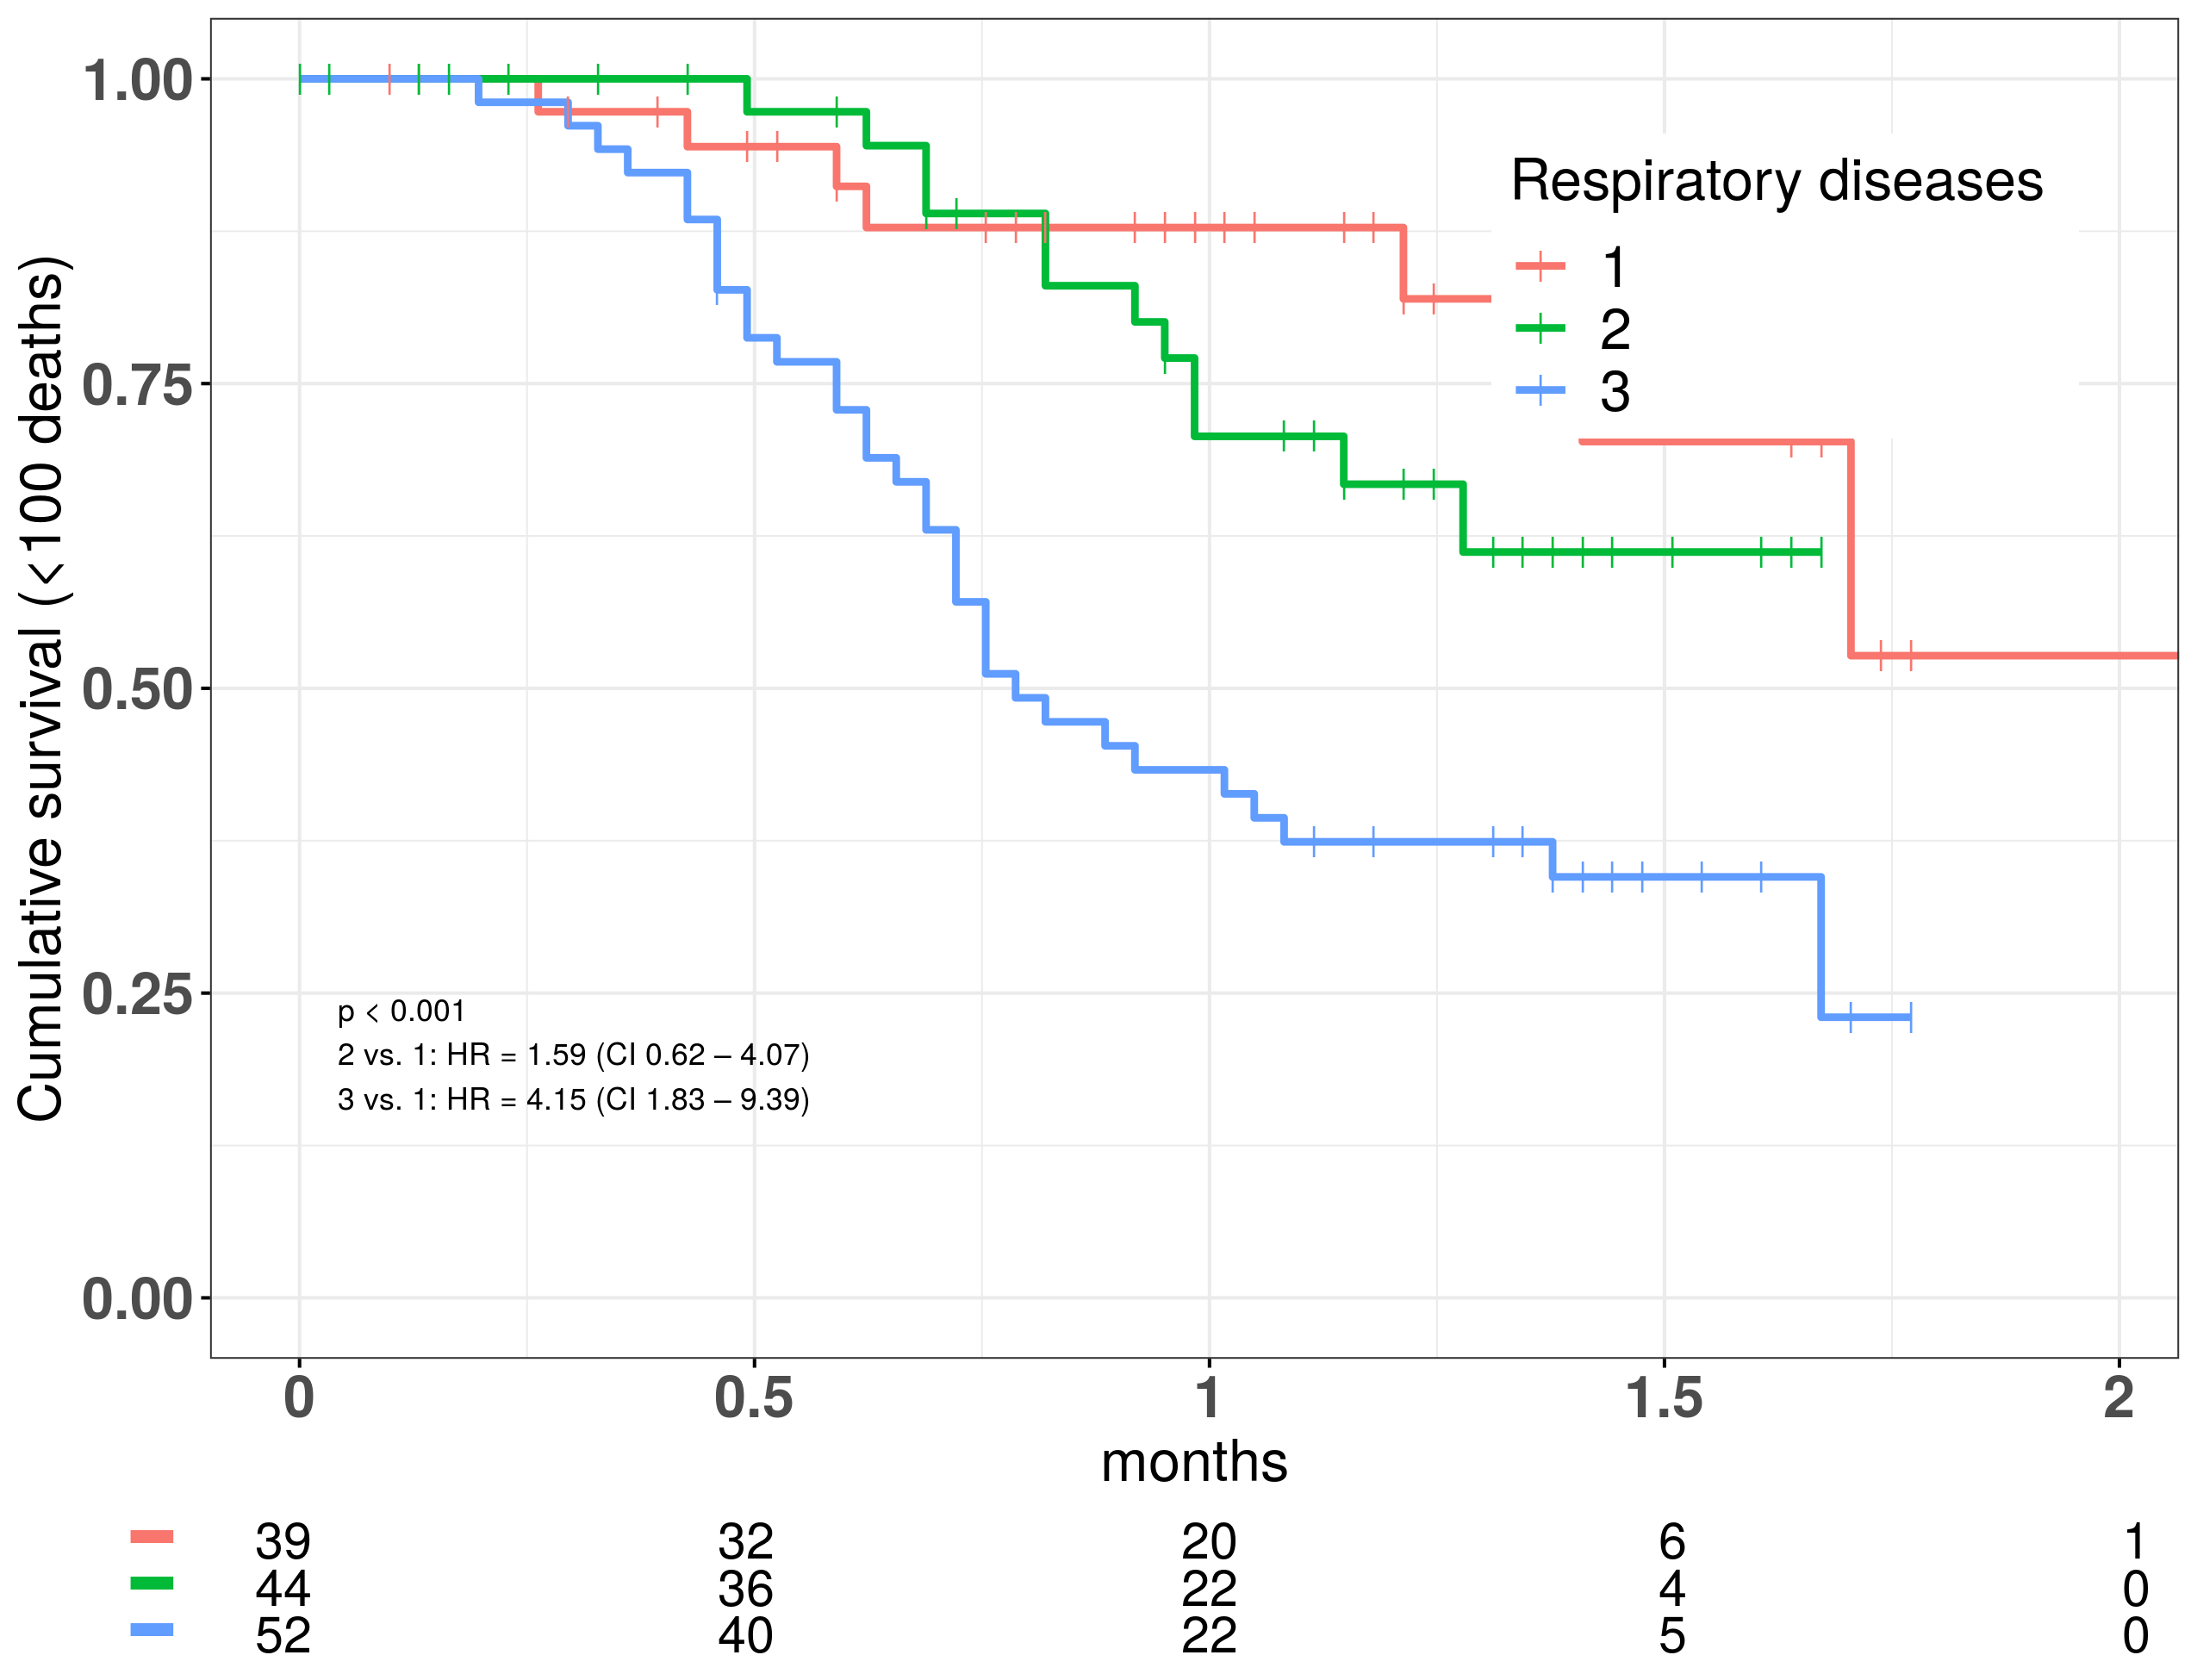 Cumulative survival (<100 deaths)
1.00
0.75
0.50
0.25
0.00
Respiratory diseases
1
2
3
p < 0.001
2 vs. 1: HR = 1.59 (CI 0.62 – 4.07)
3 vs. 1: HR = 4.15 (CI 1.83 – 9.39)
0 0.5 1 1.5 2
months
39 32 20 6 1
44 36 22 4 0
52 40 22 5 0